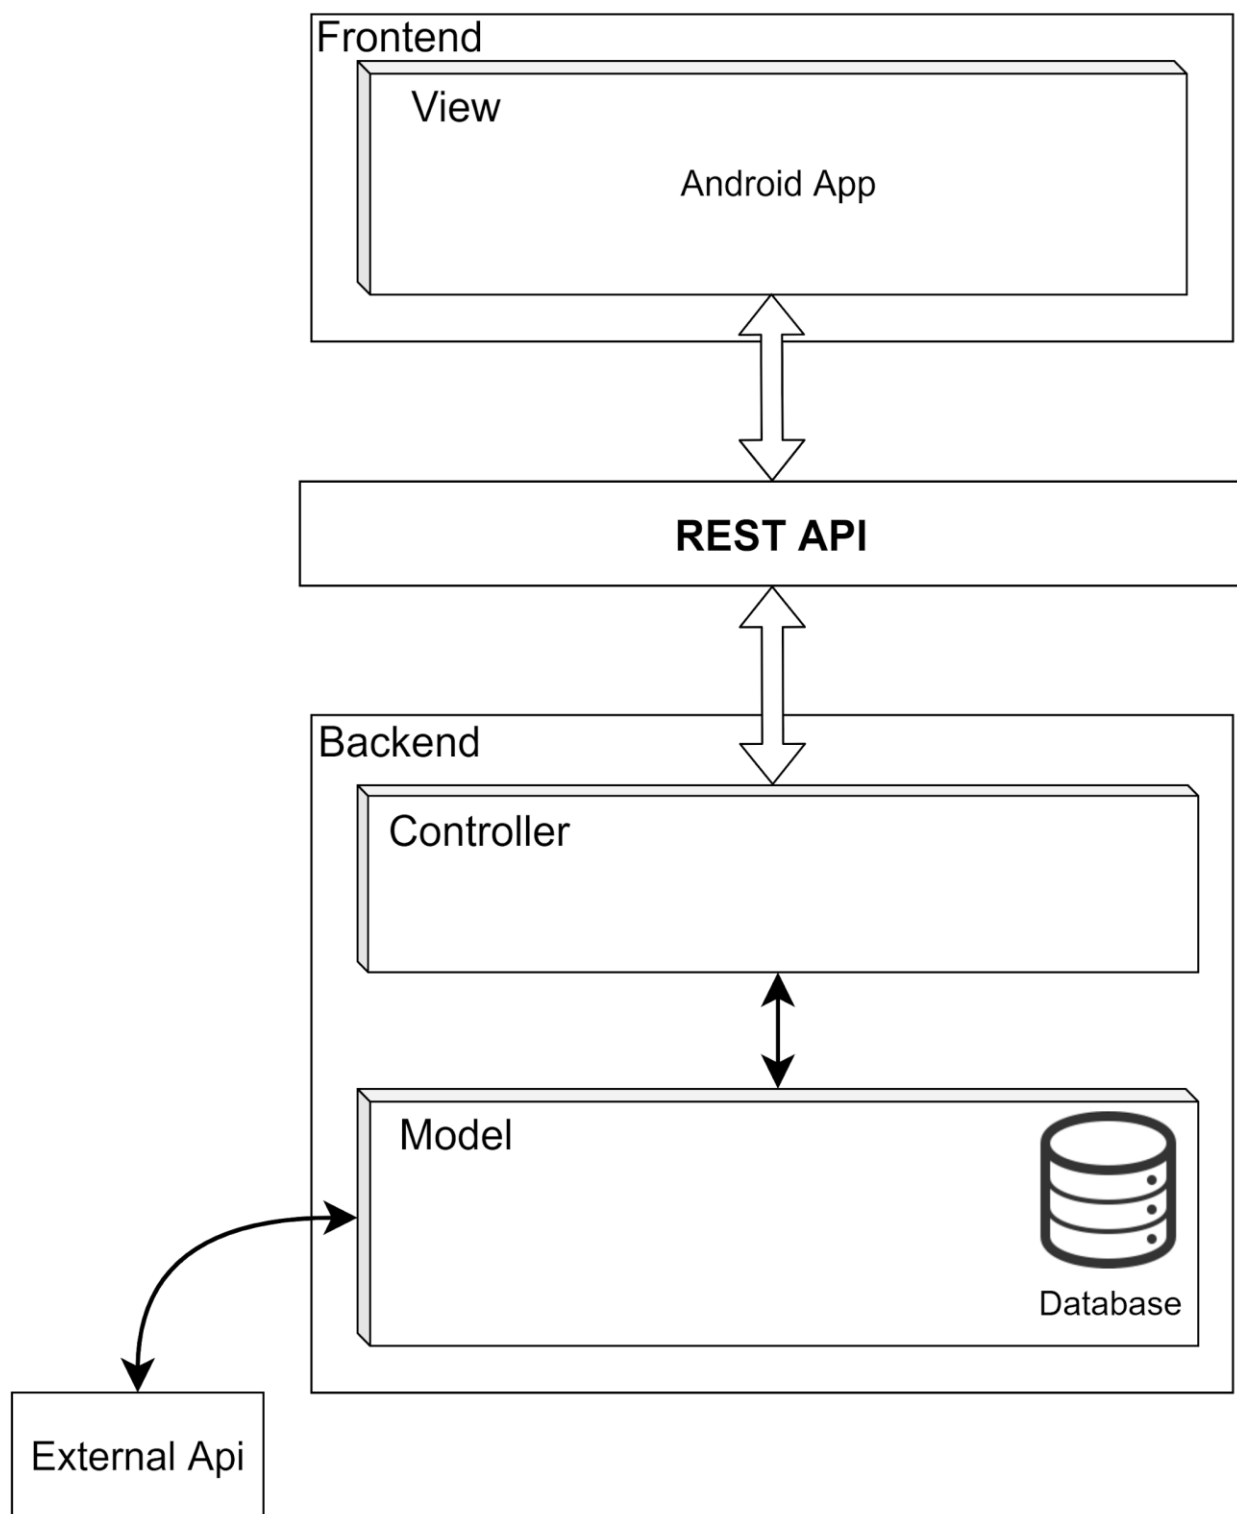 Frontend
View
Android App
REST API
Backend
Controller
Model
Database
External Api